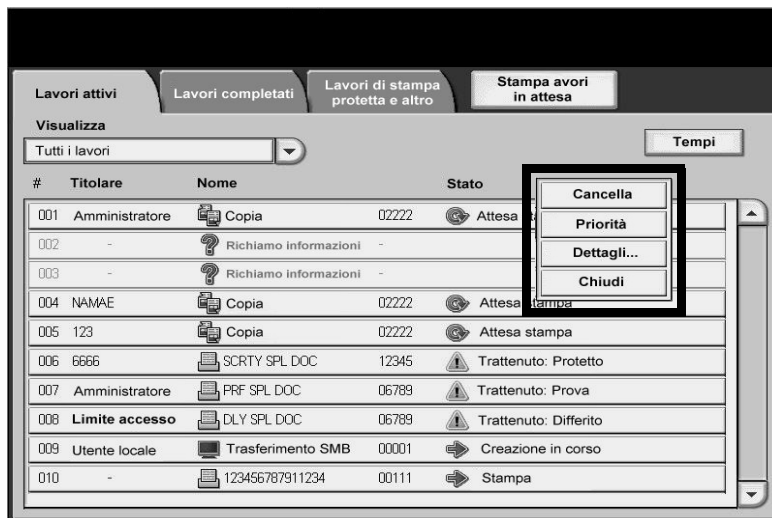 Lavori attivi
Lavori completati
Lavori di stampa
protetta e altro
Stampa avori
in attesa
Visualizza
Tutti i lavori
Tempi
# Titolare Nome Stato
001 Amministratore Copia 02222 Attesa
002 - Richiamo informazioni -
003 - Richiamo informazioni -
004 NAMAE Copia 02222 Attesa stampa
005 123 Copia 02222 Attesa stampa
006 6666 SCRTY SPL DOC 12345 Trattenuto: Protetto
007 Amministratore PRF SPL DOC 06789 Trattenuto: Prova
008 Limite accesso DLY SPL DOC 06789 Trattenuto: Differito
009 Utente locale Trasferimento SMB 00001 Creazione in corso
010 - 123456787911234 00111 Stampa
Cancella
Priorità
Dettagli...
Chiudi